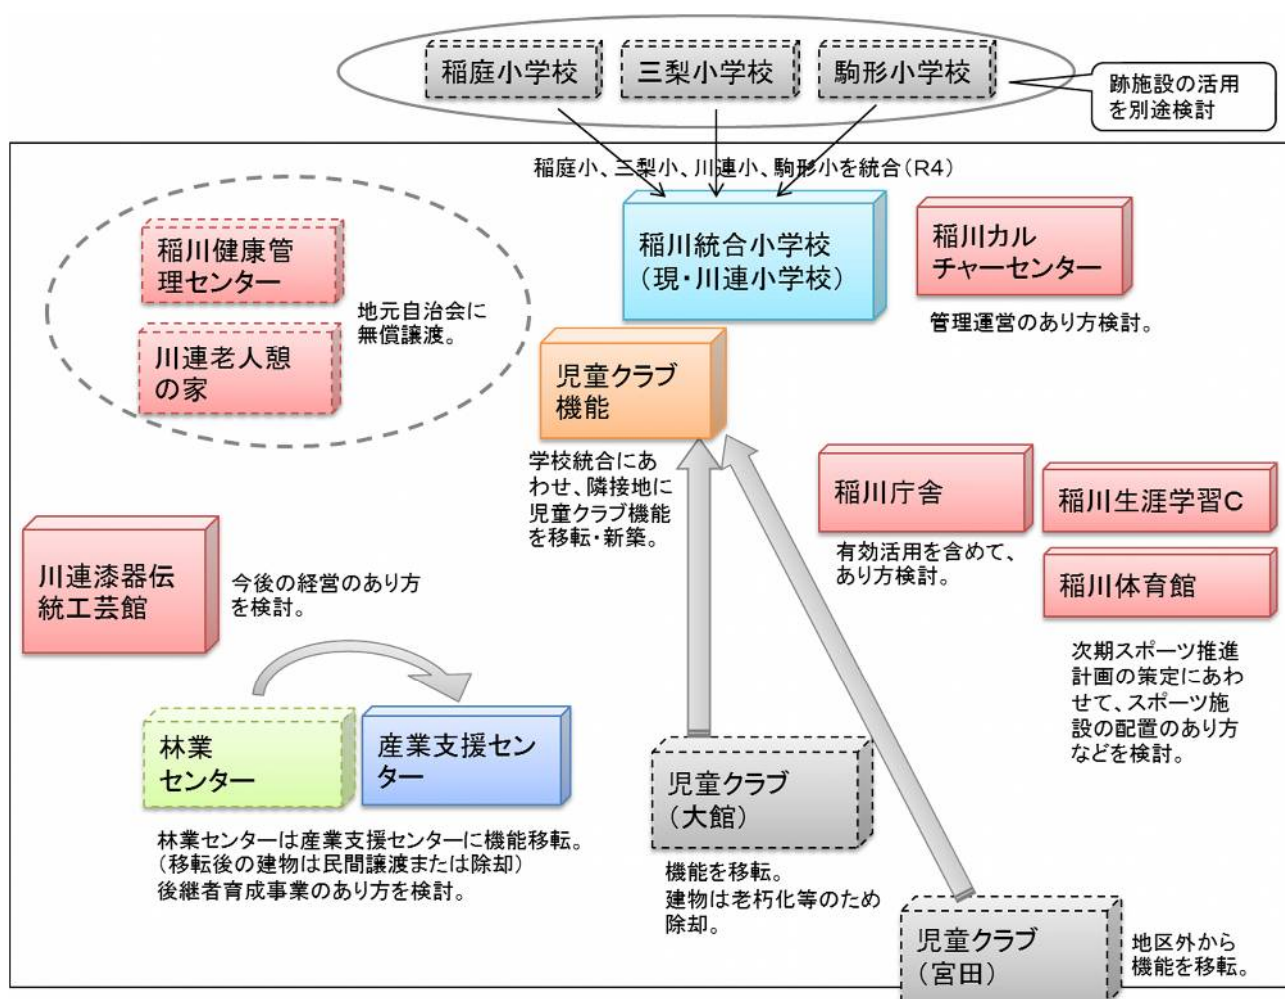 稲庭小学校
三梨小学校
駒形小学校
跡施設の活用
を別途検討
稲庭小、三梨小、川連小、駒形小を統合（R4）
稲川統合小学校
（現・川連小学校）
稲川カル
チャーセンター
管理運営のあり方検討。
稲川健康管
理センター
川連老人憩
の家
地元自治会に
無償譲渡。
児童クラブ
機能
学校統合にあ
わせ、隣接地に
児童クラブ機能
を移転・新築。
稲川庁舎
有効活用を含めて、
あり方検討。
稲川生涯学習C
稲川体育館
次期スポーツ推進
計画の策定にあわ
せて、スポーツ施
設の配置のあり方
などを検討。
川連漆器伝
統工芸館
今後の経営のあり方
を検討。
林業
センター
産業支援セン
ター
林業センターは産業支援センターに機能移転。
（移転後の建物は民間譲渡または除却）
後継者育成事業のあり方を検討。
児童クラブ
（大館）
機能を移転。
建物は老朽化等のため
除却。
児童クラブ
（宮田）
地区外から
機能を移転。